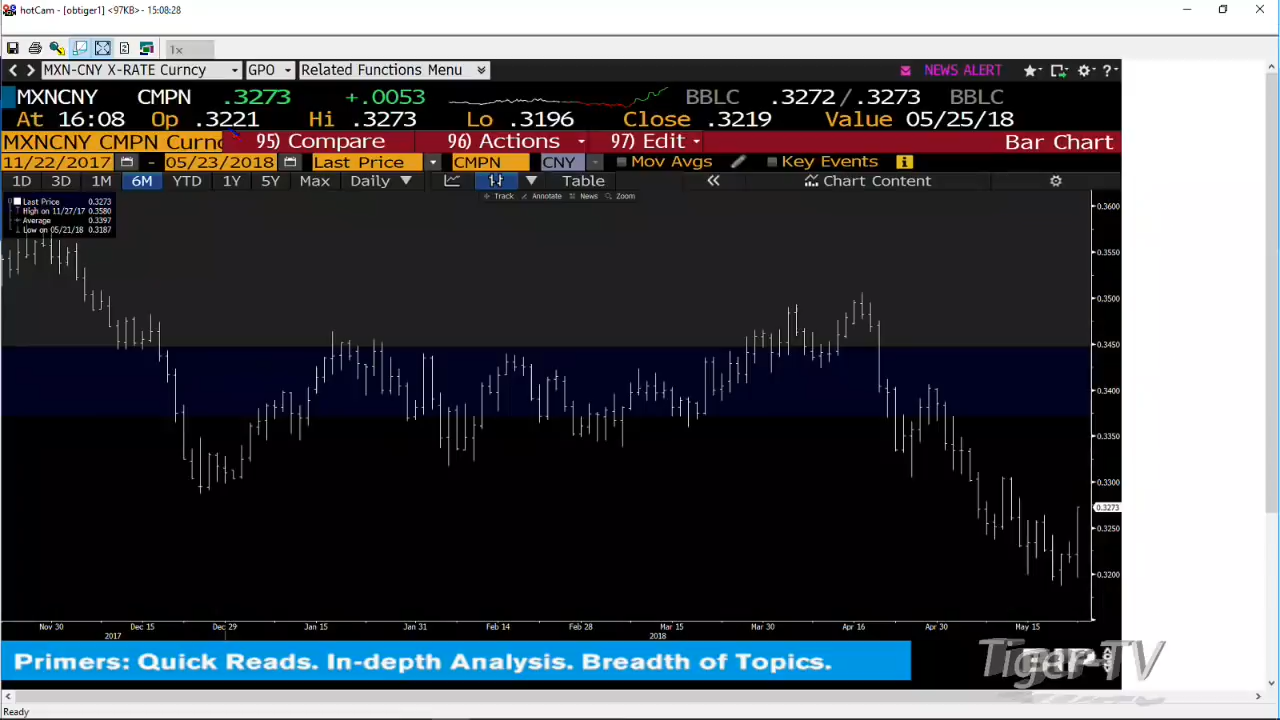 hotCam - [obtiger1] <97KB> - 15:08:28
1x
MXN-CNY X-RATE Curncy GPO Related Functions Menu NEWS ALERT
MXNCNY CMPN .3273 +.0053 BBLC .3272/.3273 BBLC
At 16:08 Op .3221 Hi .3273 Lo .3196 Close .3219 Value 05/25/18
MXNCNY CMPN Curnc 95) Compare 96) Actions 97) Edit Bar Chart
11/22/2017 - 05/23/2018 Last Price CMPN CNY Mov Avgs Key Events
1D 3D 1M 6M YTD 1Y 5Y Max Daily Table Chart Content
Track Annotate News Zoom
Last Price 0.3273
High on 11/27/17 0.3580
Average 0.3397
Low on 05/21/18 0.3187
0.3600
0.3550
0.3500
0.3450
0.3400
0.3350
0.3300
0.3273
0.3250
0.3200
Nov 30 Dec 15 Dec 29 Jan 15 Jan 31 Feb 14 Feb 28 Mar 15 Mar 30 Apr 16 Apr 30 May 15
2017 2018
Primers: Quick Reads. In-depth Analysis. Breadth of Topics.
Tiger-TV
Ready